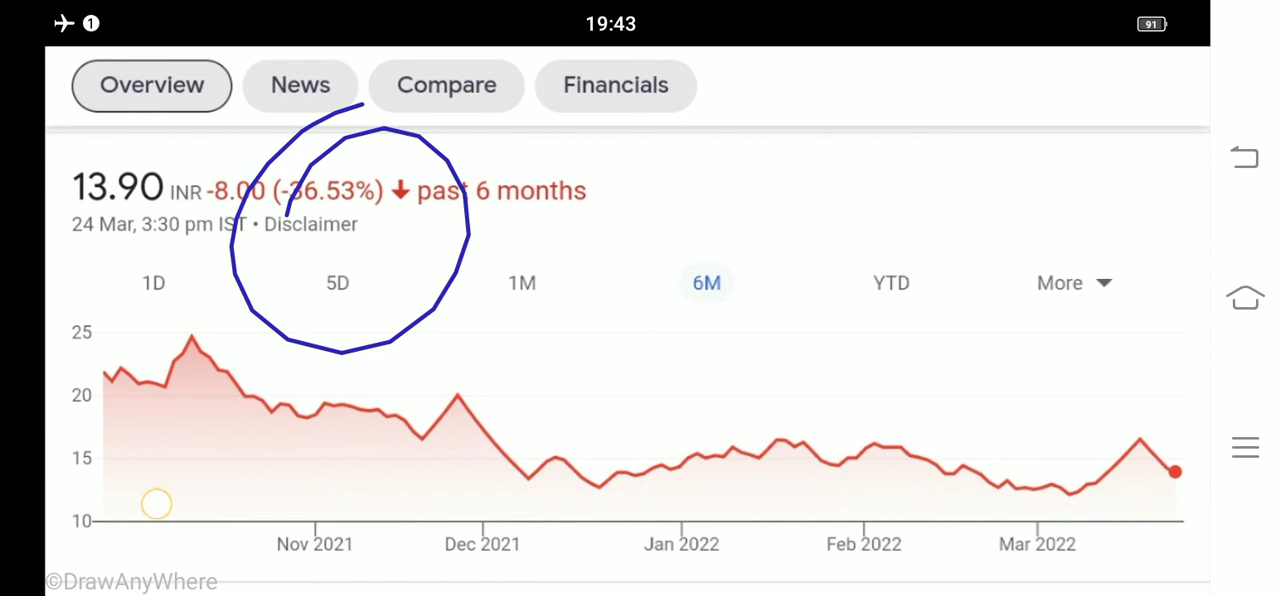 1 19:43 91
Overview News Compare Financials
13.90 INR -8.00 (-36.53%) past 6 months
24 Mar, 3:30 pm IST • Disclaimer
1D 5D 1M 6M YTD More
25
20
15
10
Nov 2021 Dec 2021 Jan 2022 Feb 2022 Mar 2022
©DrawAnyWhere